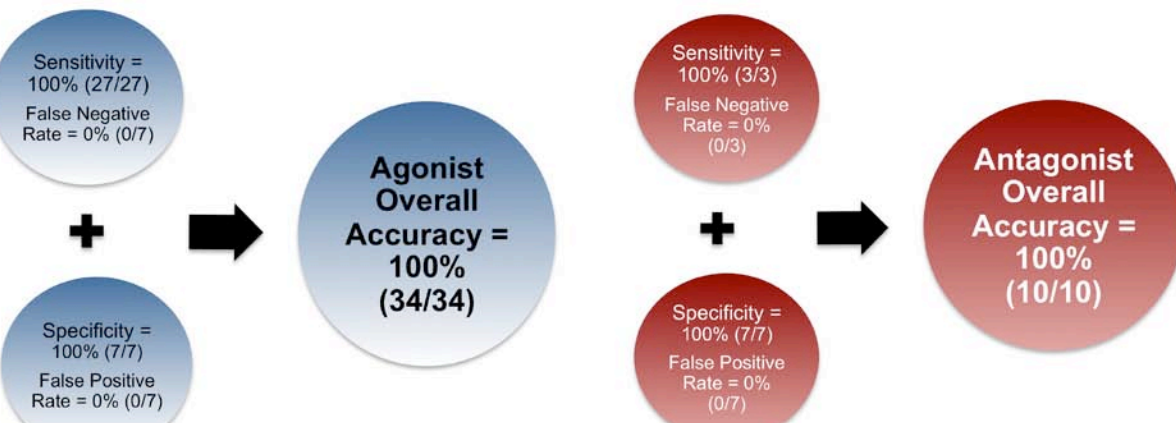 Sensitivity =
100% (27/27)
False Negative
Rate = 0% (0/7)
Specificity =
100% (7/7)
False Positive
Rate = 0% (0/7)
Agonist
Overall
Accuracy =
100%
(34/34)
Sensitivity =
100% (3/3)
False Negative
Rate = 0%
(0/3)
Specificity =
100% (7/7)
False Positive
Rate = 0%
(0/7)
Antagonist
Overall
Accuracy =
100%
(10/10)